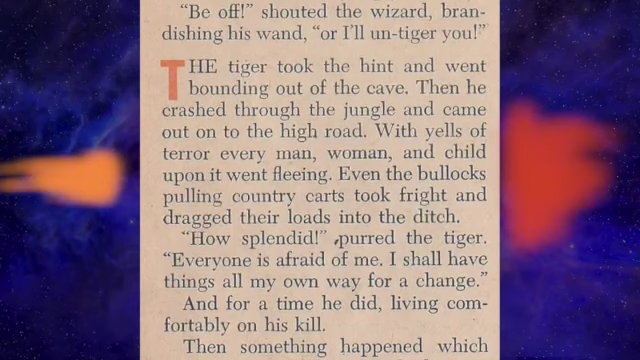 "Be off!" shouted the wizard, bran-
dishing his wand, "or I'll un-tiger you!"
THE tiger took the hint and went
bounding out of the cave. Then he
crashed through the jungle and came
out on to the high road. With yells of
terror every man, woman, and child
upon it went fleeing. Even the bullocks
pulling country carts took fright and
dragged their loads into the ditch.
"How splendid!" purred the tiger.
"Everyone is afraid of me. I shall have
things all my own way for a change."
And for a time he did, living com-
fortably on his kill.
Then something happened which